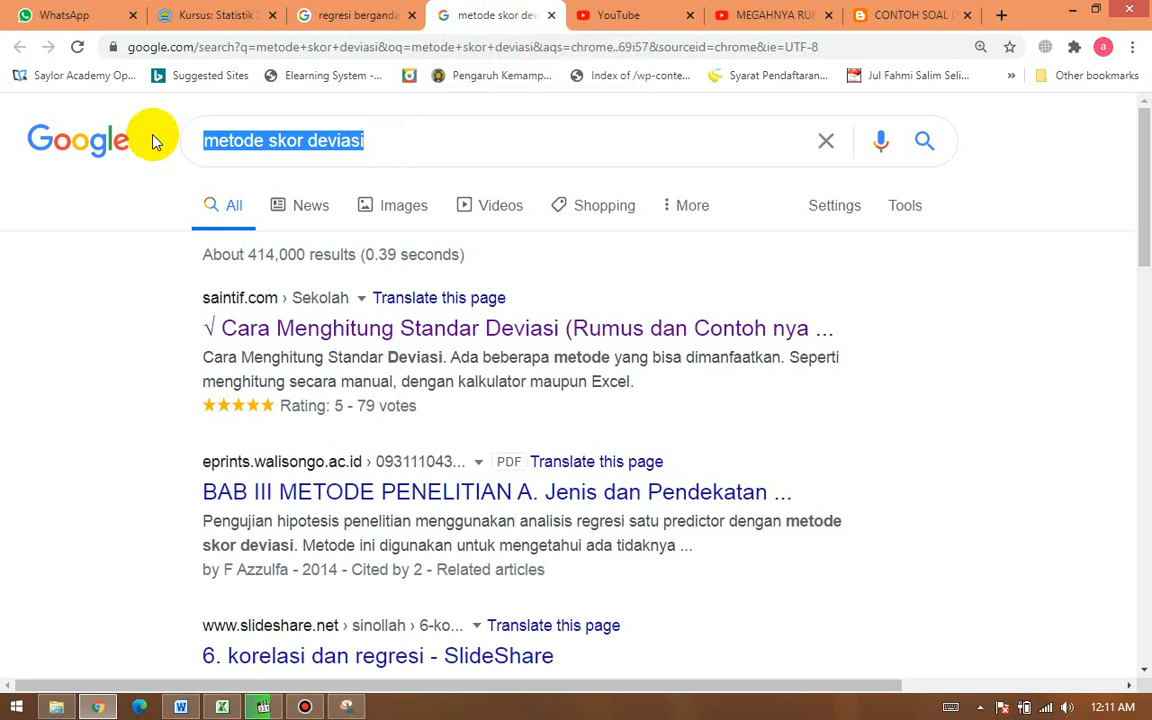 WhatsApp
Kursus: Statistik 2
regresi berganda
metode skor dev
YouTube
MEGAHNYA RUN
CONTOH SOAL D
google.com/search?q=metode+skor+deviasi&oq=metode+skor+deviasi&aqs=chrome..69i57&sourceid=chrome&ie=UTF-8
a
Saylor Academy Op...
Suggested Sites
Elearning System -...
Pengaruh Kemamp...
Index of /wp-conte...
Syarat Pendaftaran...
Jul Fahmi Salim Seli...
»
Other bookmarks
Google
metode skor deviasi
All
News
Images
Videos
Shopping
More
Settings
Tools
About 414,000 results (0.39 seconds)
saintif.com › Sekolah
Translate this page
√ Cara Menghitung Standar Deviasi (Rumus dan Contoh nya ...
Cara Menghitung Standar Deviasi. Ada beberapa metode yang bisa dimanfaatkan. Seperti
menghitung secara manual, dengan kalkulator maupun Excel.
Rating: 5 - 79 votes
eprints.walisongo.ac.id › 093111043...
PDF
Translate this page
BAB III METODE PENELITIAN A. Jenis dan Pendekatan ...
Pengujian hipotesis penelitian menggunakan analisis regresi satu predictor dengan metode
skor deviasi. Metode ini digunakan untuk mengetahui ada tidaknya ...
by F Azzulfa - 2014 - Cited by 2 - Related articles
www.slideshare.net › sinollah › 6-ko...
Translate this page
6. korelasi dan regresi - SlideShare
12:11 AM